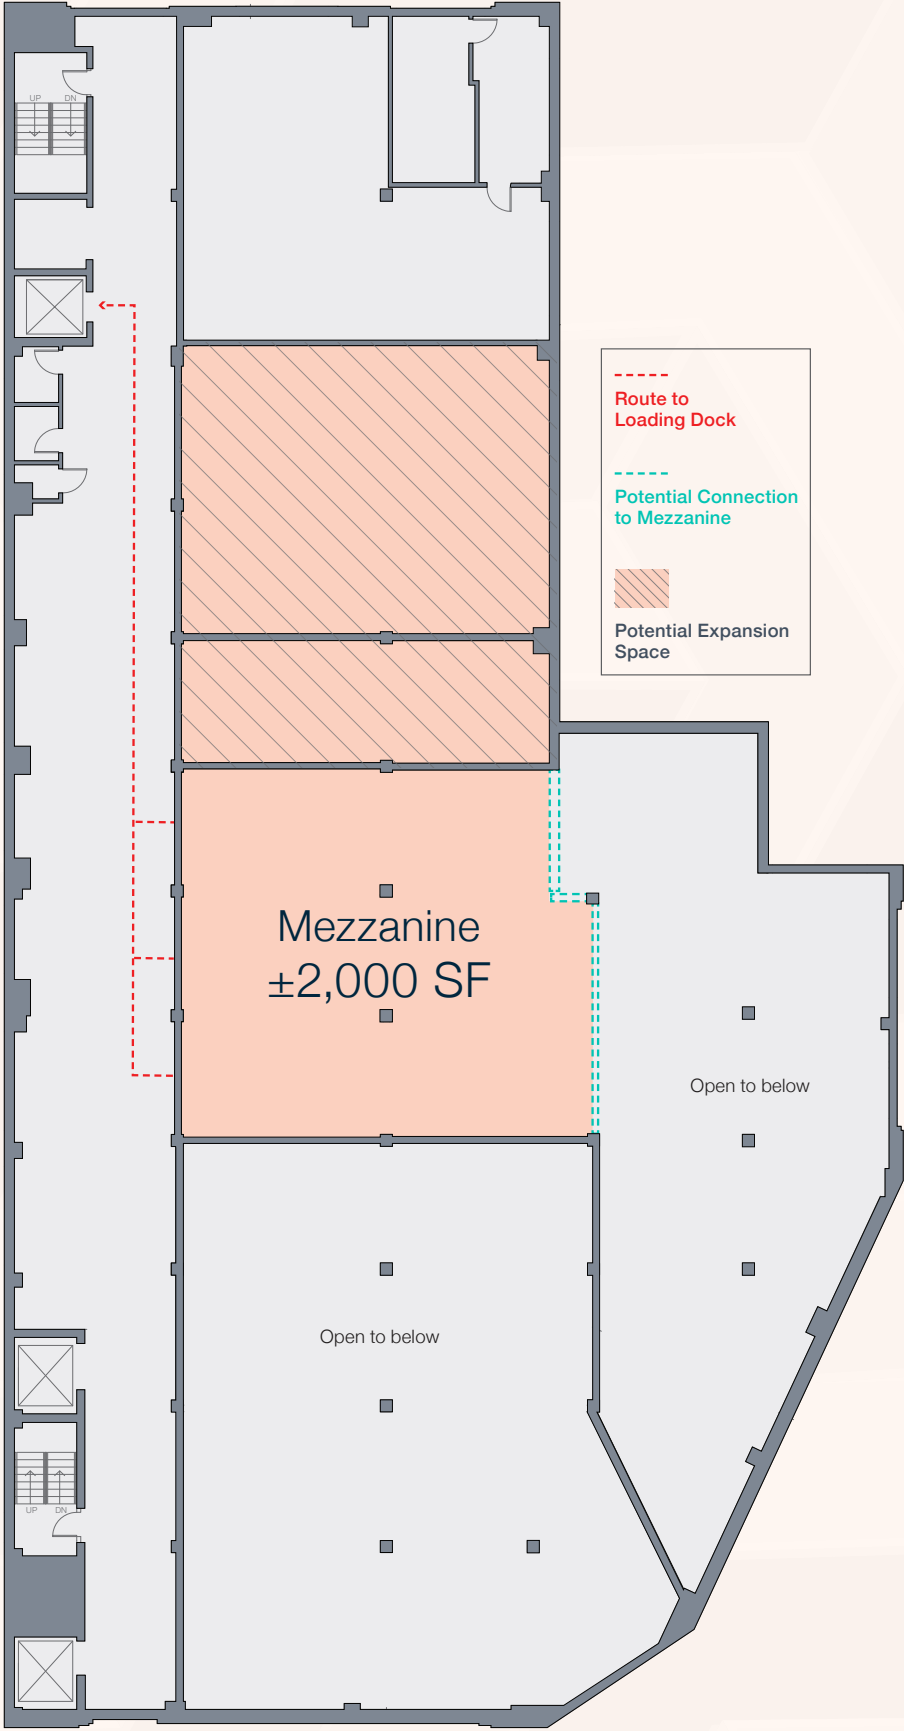 UP DN
Route to
Loading Dock
Potential Connection
to Mezzanine
Potential Expansion
Space
Mezzanine
±2,000 SF
Open to below
Open to below
UP DN